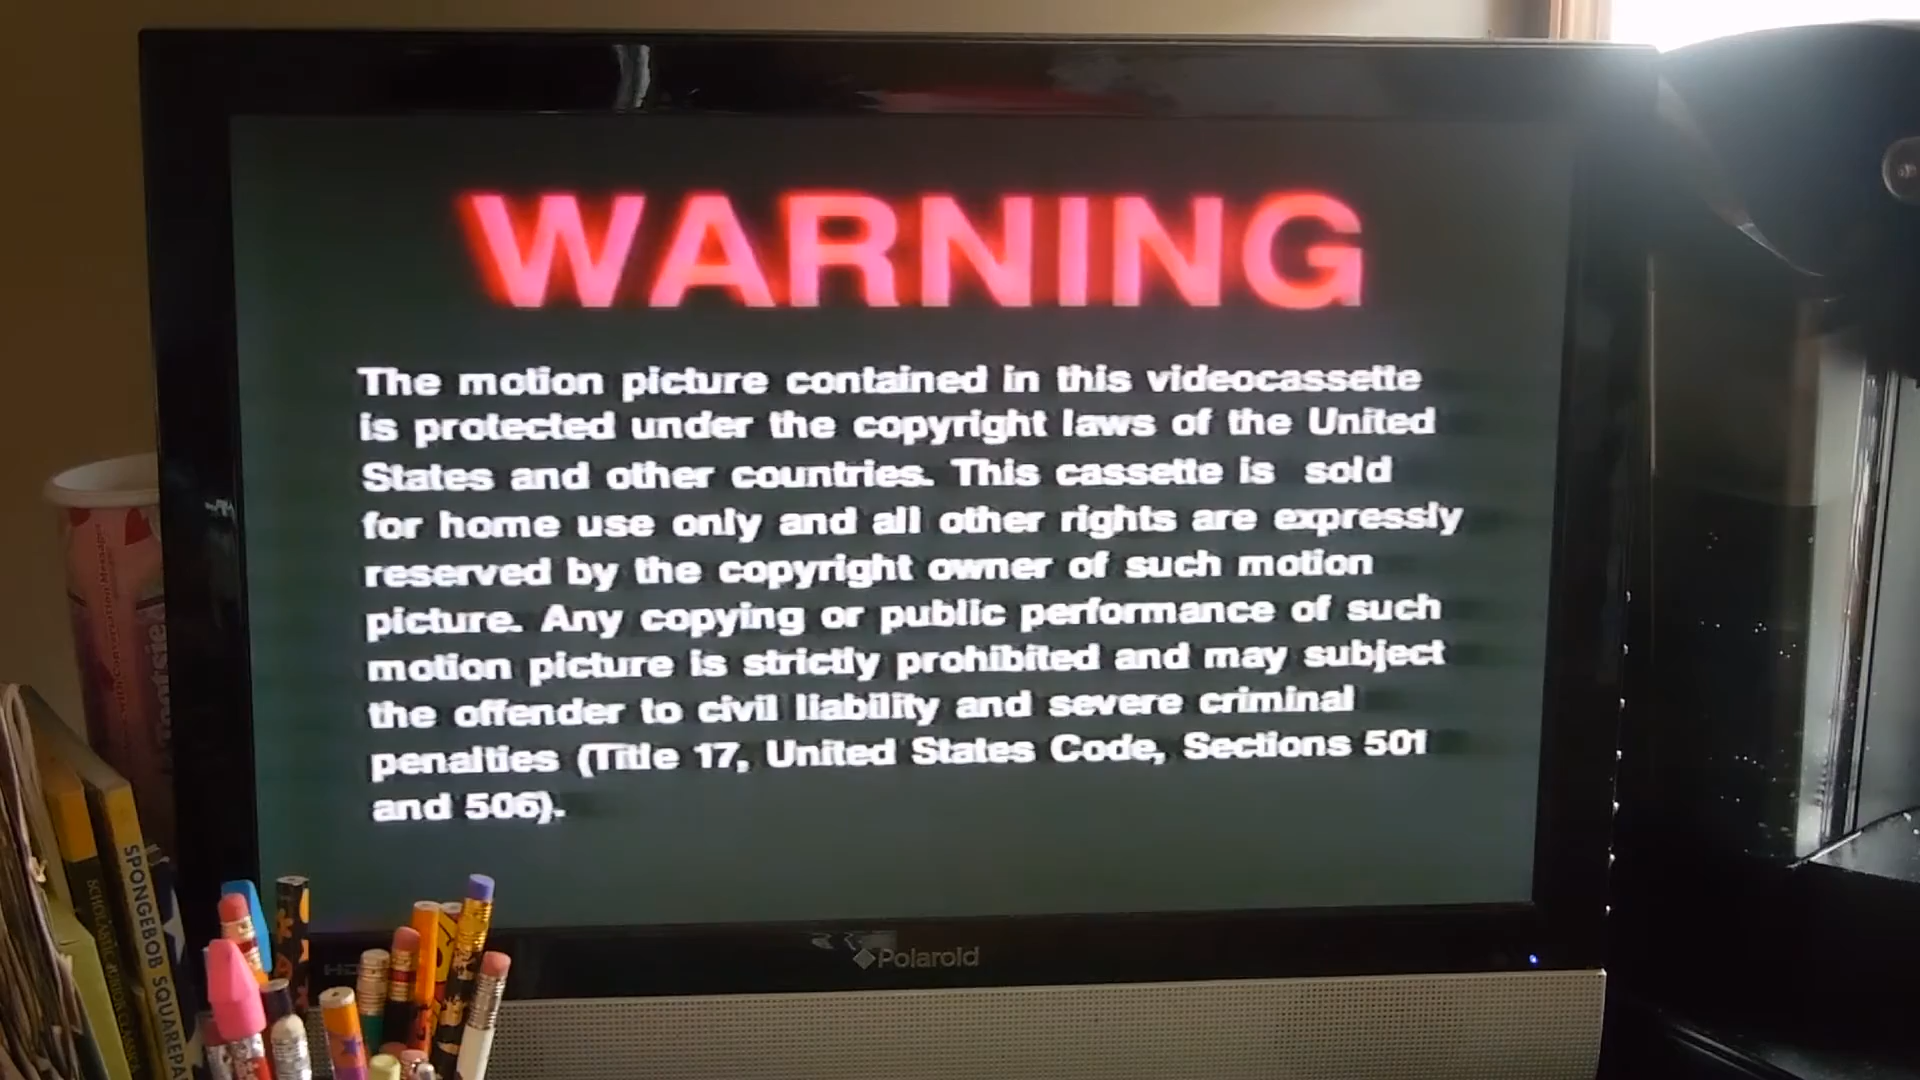 WARNING
The motion picture contained in this videocassette
is protected under the copyright laws of the United
States and other countries. This cassette is sold
for home use only and all other rights are expressly
reserved by the copyright owner of such motion
picture. Any copying or public performance of such
motion picture is strictly prohibited and may subject
the offender to civil liability and severe criminal
penalties (Title 17, United States Code, Sections 501
and 506).
Polaroid
SPONGEBOB SQUAREPA
SCHOLASTIC